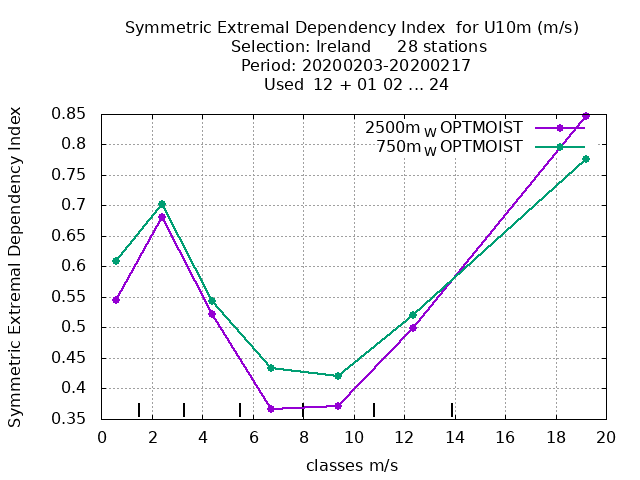 Symmetric Extremal Dependency Index  for U10m (m/s)
Selection: Ireland     28 stations
Period: 20200203-20200217
Used  12 + 01 02 ... 24
Symmetric Extremal Dependency Index
0.85
0.8
0.75
0.7
0.65
0.6
0.55
0.5
0.45
0.4
0.35
2500m W OPTMOIST
750m W OPTMOIST
0 2 4 6 8 10 12 14 16 18 20
classes m/s